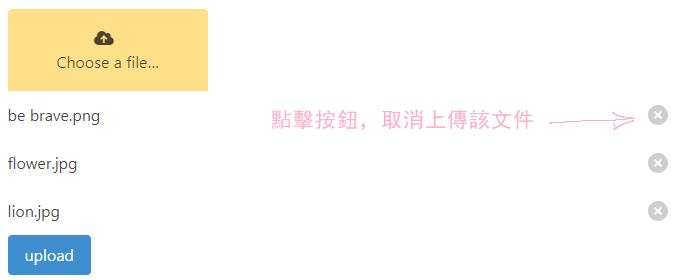 Choose a file...
be brave.png
點擊按鈕，取消上傳該文件
flower.jpg
lion.jpg
upload